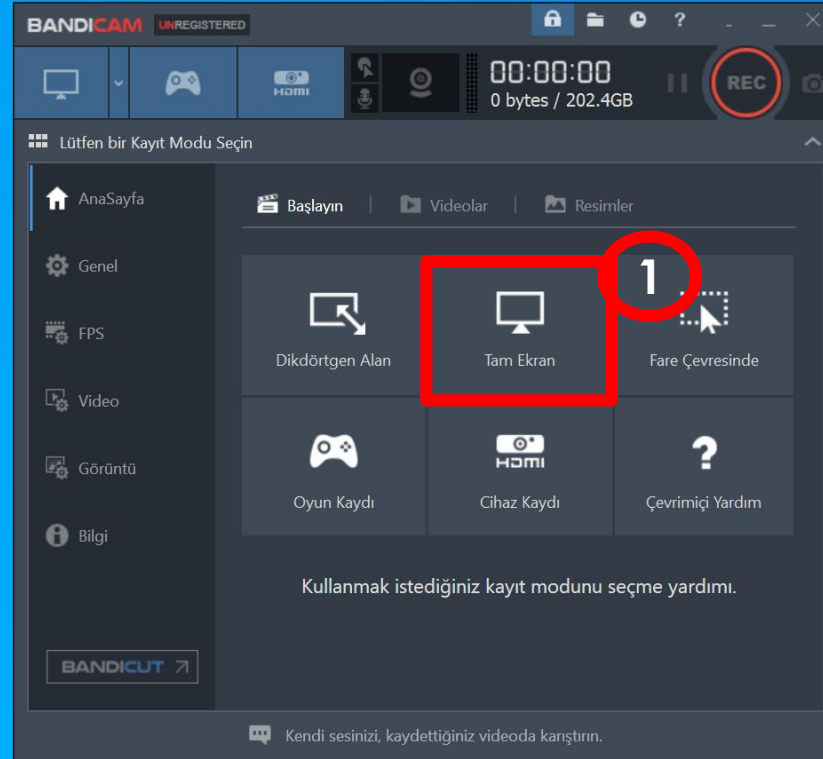 BANDICAM UNREGISTERED
?
HDMI
00:00:00
0 bytes / 202.4GB
REC
Lütfen bir Kayıt Modu Seçin
AnaSayfa
Genel
FPS
Video
Görüntü
Bilgi
BANDICUT
Başlayın | Videolar | Resimler
1
Dikdörtgen Alan
Tam Ekran
Fare Çevresinde
HDMI
?
Oyun Kaydı
Cihaz Kaydı
Çevrimiçi Yardım
Kullanmak istediğiniz kayıt modunu seçme yardımı.
Kendi sesinizi, kaydettiğiniz videoda karıştırın.